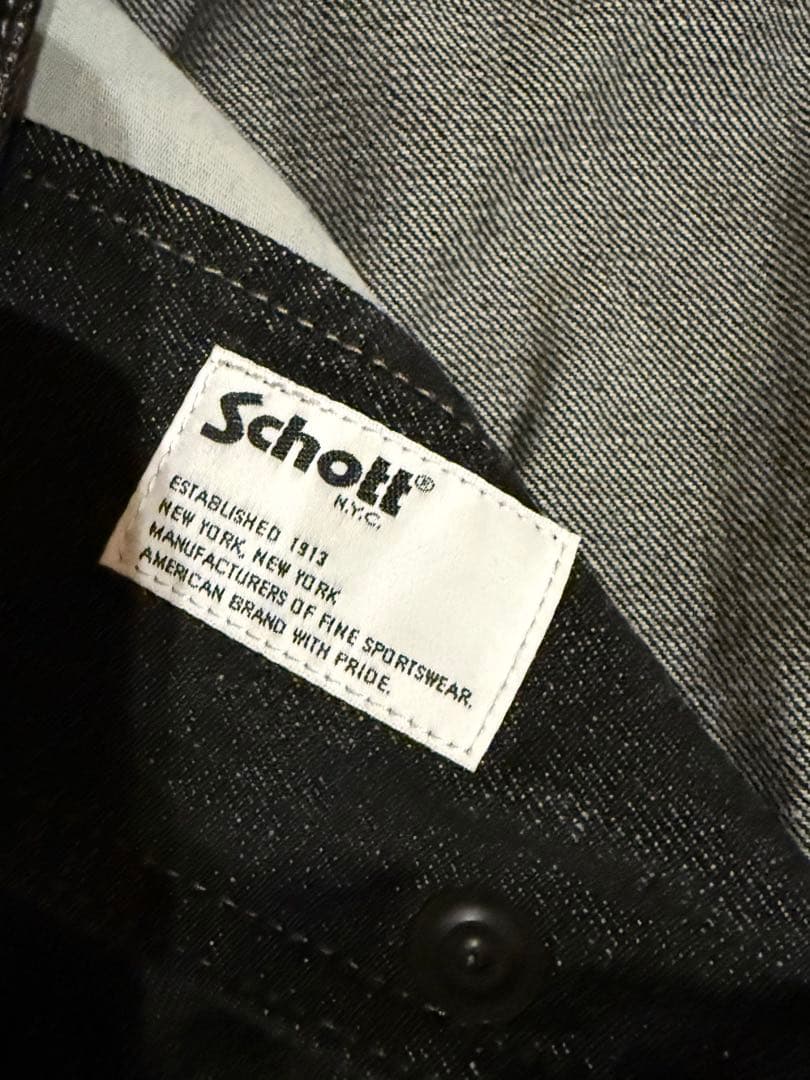 Schott®
N.Y.C.
ESTABLISHED 1913
NEW YORK, NEW YORK
MANUFACTURERS OF FINE SPORTSWEAR,
AMERICAN BRAND WITH PRIDE.